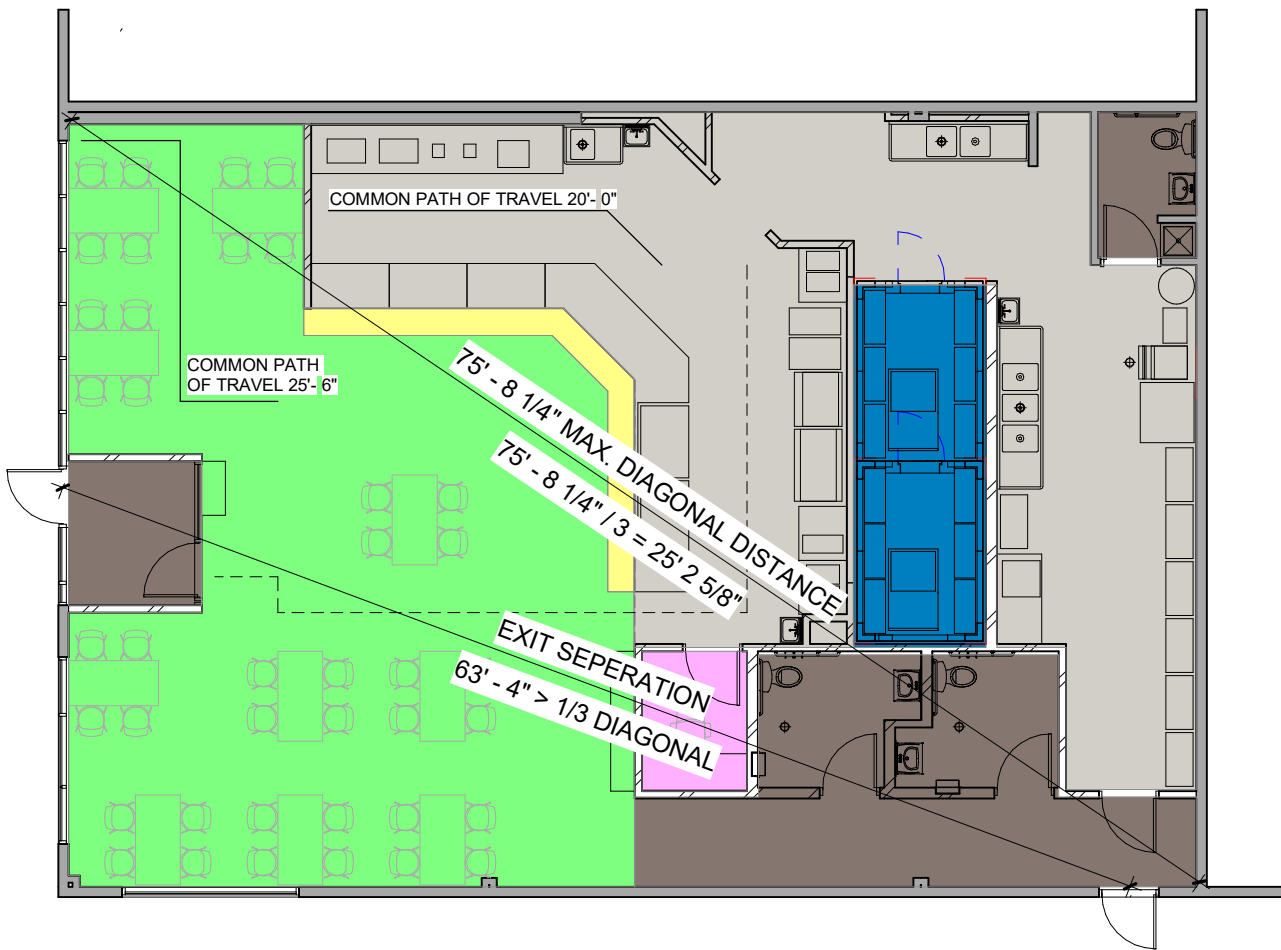 COMMON PATH OF TRAVEL 20'- 0"
COMMON PATH
OF TRAVEL 25'- 6"
75' - 8 1/4" MAX. DIAGONAL DISTANCE
75' - 8 1/4" / 3 = 25' 2 5/8"
EXIT SEPERATION
63' - 4" > 1/3 DIAGONAL